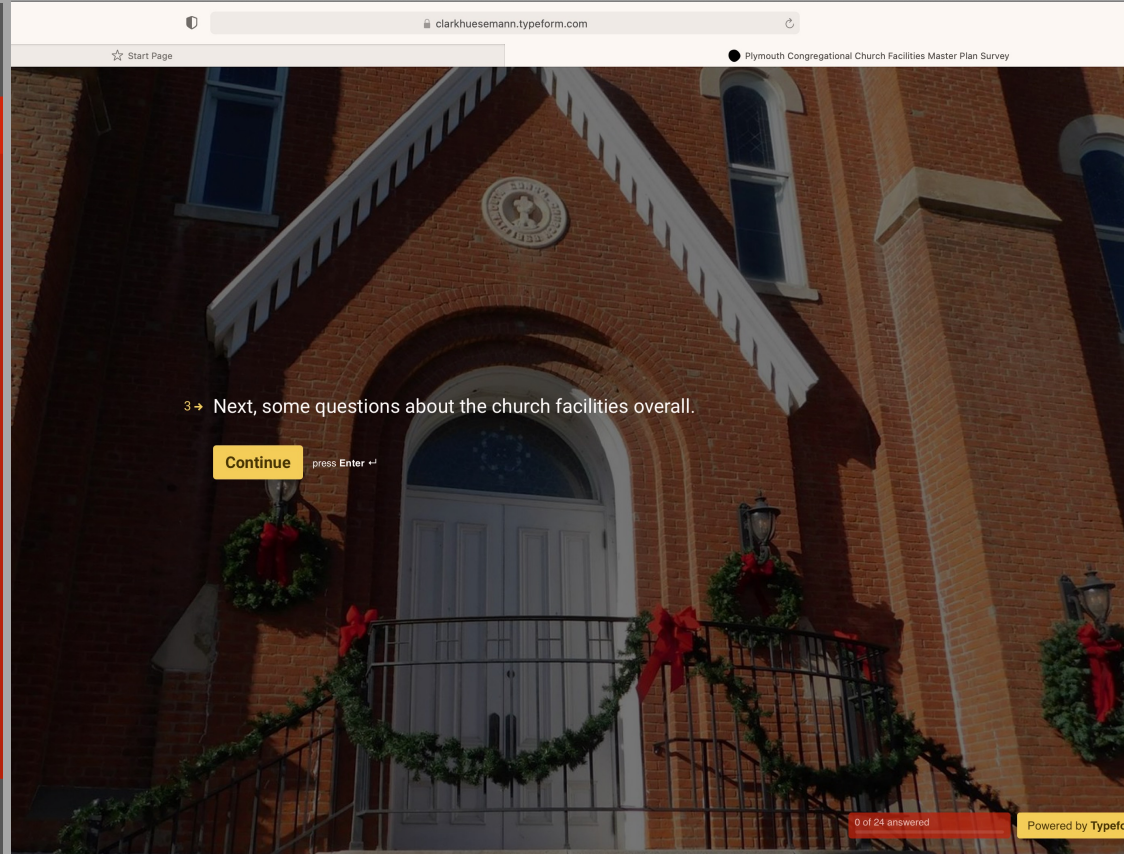 clarkhuesemann.typeform.com
Start Page
Plymouth Congregational Church Facilities Master Plan Survey
3 Next, some questions about the church facilities overall.
Continue press Enter
0 of 24 answered
Powered by Typefo